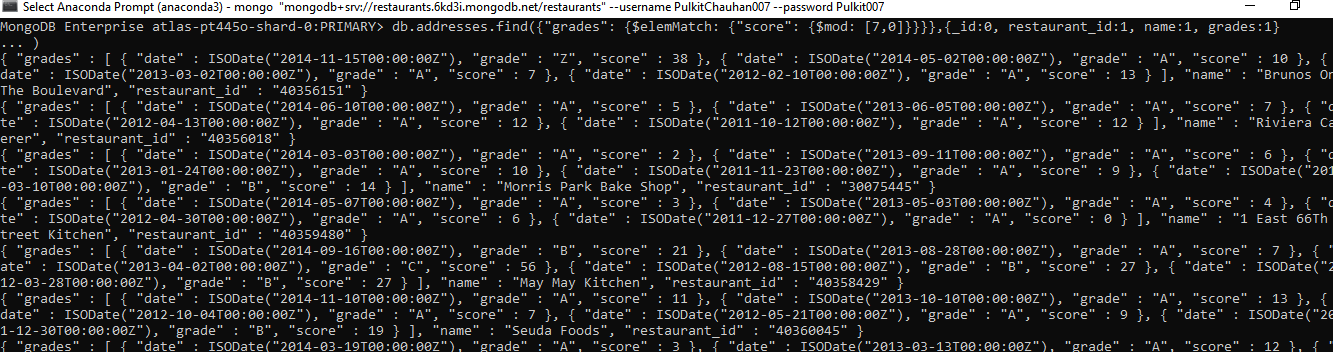 Select Anaconda Prompt (anaconda3) - mongo  "mongodb+srv://restaurants.6kd3i.mongodb.net/restaurants" --username PulkitChauhan007 --password Pulkit007
MongoDB Enterprise atlas-pt445o-shard-0:PRIMARY> db.addresses.find({"grades": {$elemMatch: {"score": {$mod: [7,0]}}}},{_id:0, restaurant_id:1, name:1, grades:1}
... )
{ "grades" : [ { "date" : ISODate("2014-11-15T00:00:00Z"), "grade" : "Z", "score" : 38 }, { "date" : ISODate("2014-05-02T00:00:00Z"), "grade" : "A", "score" : 10 }, {
date" : ISODate("2013-03-02T00:00:00Z"), "grade" : "A", "score" : 7 }, { "date" : ISODate("2012-02-10T00:00:00Z"), "grade" : "A", "score" : 13 } ], "name" : "Brunos On
The Boulevard", "restaurant_id" : "40356151" }
{ "grades" : [ { "date" : ISODate("2014-06-10T00:00:00Z"), "grade" : "A", "score" : 5 }, { "date" : ISODate("2013-06-05T00:00:00Z"), "grade" : "A", "score" : 7 }, { "d
te" : ISODate("2012-04-13T00:00:00Z"), "grade" : "A", "score" : 12 }, { "date" : ISODate("2011-10-12T00:00:00Z"), "grade" : "A", "score" : 12 } ], "name" : "Riviera Ca
erer", "restaurant_id" : "40356018" }
{ "grades" : [ { "date" : ISODate("2014-03-03T00:00:00Z"), "grade" : "A", "score" : 2 }, { "date" : ISODate("2013-09-11T00:00:00Z"), "grade" : "A", "score" : 6 }, { "d
te" : ISODate("2013-01-24T00:00:00Z"), "grade" : "A", "score" : 10 }, { "date" : ISODate("2011-11-23T00:00:00Z"), "grade" : "A", "score" : 9 }, { "date" : ISODate("201
-03-10T00:00:00Z"), "grade" : "B", "score" : 14 } ], "name" : "Morris Park Bake Shop", "restaurant_id" : "30075445" }
{ "grades" : [ { "date" : ISODate("2014-05-07T00:00:00Z"), "grade" : "A", "score" : 3 }, { "date" : ISODate("2013-05-03T00:00:00Z"), "grade" : "A", "score" : 4 }, { "d
te" : ISODate("2012-04-30T00:00:00Z"), "grade" : "A", "score" : 6 }, { "date" : ISODate("2011-12-27T00:00:00Z"), "grade" : "A", "score" : 0 } ], "name" : "1 East 66Th
treet Kitchen", "restaurant_id" : "40359480" }
{ "grades" : [ { "date" : ISODate("2014-09-16T00:00:00Z"), "grade" : "B", "score" : 21 }, { "date" : ISODate("2013-08-28T00:00:00Z"), "grade" : "A", "score" : 7 }, { "
ate" : ISODate("2013-04-02T00:00:00Z"), "grade" : "C", "score" : 56 }, { "date" : ISODate("2012-08-15T00:00:00Z"), "grade" : "B", "score" : 27 }, { "date" : ISODate("20
12-03-28T00:00:00Z"), "grade" : "B", "score" : 27 } ], "name" : "May May Kitchen", "restaurant_id" : "40358429" }
{ "grades" : [ { "date" : ISODate("2014-11-10T00:00:00Z"), "grade" : "A", "score" : 11 }, { "date" : ISODate("2013-10-10T00:00:00Z"), "grade" : "A", "score" : 13 }, {
date" : ISODate("2012-10-04T00:00:00Z"), "grade" : "A", "score" : 7 }, { "date" : ISODate("2012-05-21T00:00:00Z"), "grade" : "A", "score" : 9 }, { "date" : ISODate("20
1-12-30T00:00:00Z"), "grade" : "B", "score" : 19 } ], "name" : "Seuda Foods", "restaurant_id" : "40360045" }
{ "grades" : [ { "date" : ISODate("2014-03-19T00:00:00Z"), "grade" : "A", "score" : 3 }, { "date" : ISODate("2013-03-13T00:00:00Z"), "grade" : "A", "score" : 12 }, { "